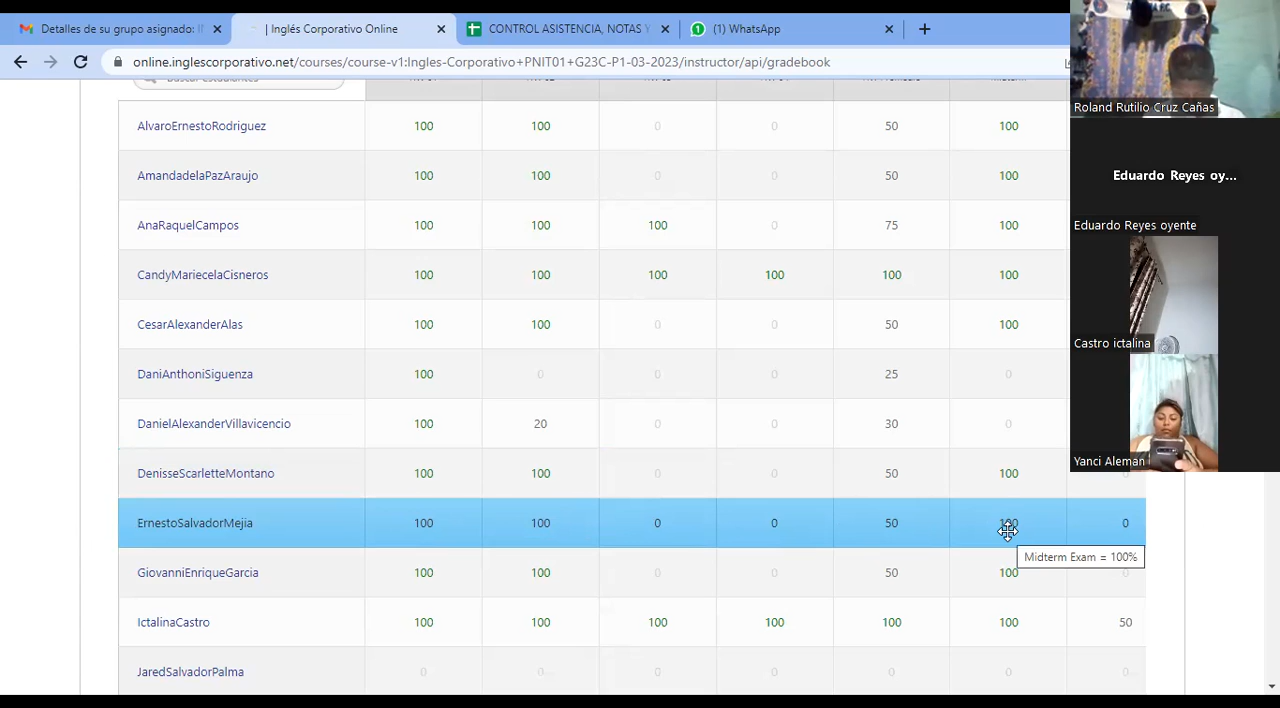 Detalles de su grupo asignado: I
| Inglés Corporativo Online
CONTROL ASISTENCIA, NOTAS Y
(1) WhatsApp
online.inglescorporativo.net/courses/course-v1:Ingles-Corporativo+PNIT01+G23C-P1-03-2023/instructor/api/gradebook
AlvaroErnestoRodriguez 100 100 0 0 50 100
AmandadelaPazAraujo 100 100 0 0 50 100
AnaRaquelCampos 100 100 100 0 75 100
CandyMariecelaCisneros 100 100 100 100 100 100
CesarAlexanderAlas 100 100 0 0 50 100
DaniAnthoniSiguenza 100 0 0 0 25 0
DanielAlexanderVillavicencio 100 20 0 0 30 0
DenisseScarletteMontano 100 100 0 0 50 100 0
ErnestoSalvadorMejia 100 100 0 0 50 100 0
Midterm Exam = 100%
GiovanniEnriqueGarcia 100 100 0 0 50 100 0
IctalinaCastro 100 100 100 100 100 100 50
JaredSalvadorPalma 0 0 0 0 0 0 0
Roland Rutilio Cruz Cañas
Eduardo Reyes oy...
Eduardo Reyes oyente
Castro ictalina
Yanci Aleman